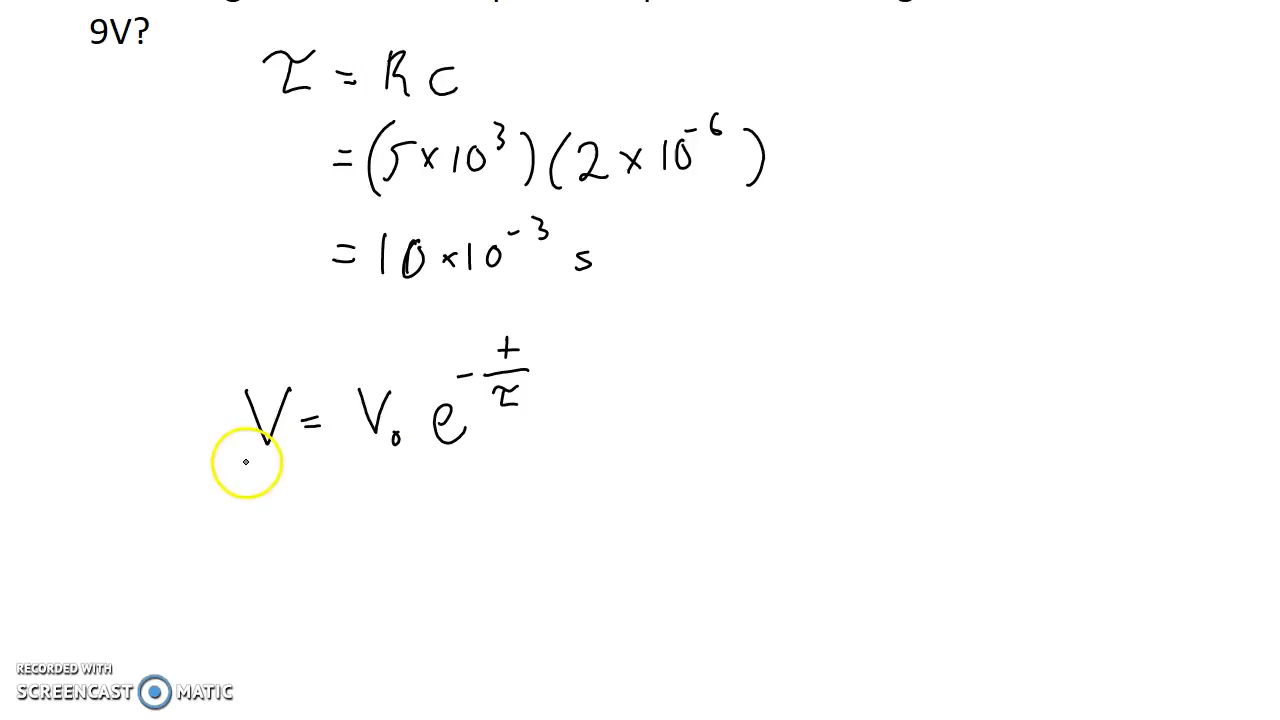 9V?
τ = RC
= (5 × 10³)(2 × 10⁻⁶)
= 10 × 10⁻³ s
V = V₀ e^(-t/τ)
RECORDED WITH
SCREENCAST MATIC